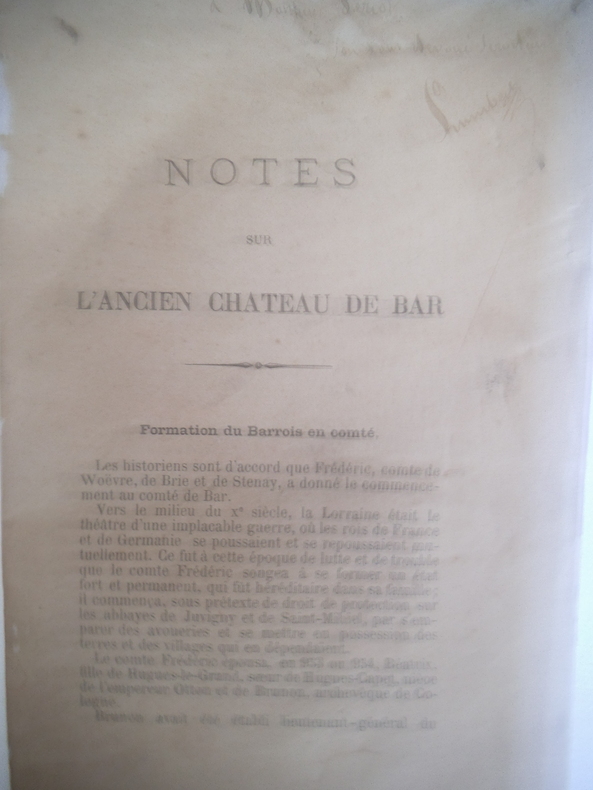 à Monsieur
NOTES
SUR
L'ANCIEN CHATEAU DE BAR
Formation du Barrois en comté.
Les historiens sont d'accord que Frédéric, comte de
Woëvre, de Brie et de Stenay, a donné le commence-
ment au comté de Bar.
Vers le milieu du xᵉ siècle, la Lorraine était le
théâtre d'une implacable guerre, où les rois de France
et de Germanie se poussaient et se repoussaient mu-
tuellement. Ce fut à cette époque de lutte et de trouble
que le comte Frédéric songea à se former un état
fort et permanent, qui fût héréditaire dans sa famille ;
il commença, sous prétexte de droit de protection sur
les abbayes de Juvigny et de Saint-Mihiel, par s'em-
parer des avoueries et se mettre en possession des
terres et des villages qui en dépendaient.
Le comte Frédéric épousa, en 953 ou 954, Béatrix,
fille de Hugues-le-Grand, sœur de Hugues-Capet, nièce
de l'empereur Otton et de Brunon, archevêque de Co-
logne.
Brunon avait été établi lieutenant-général du